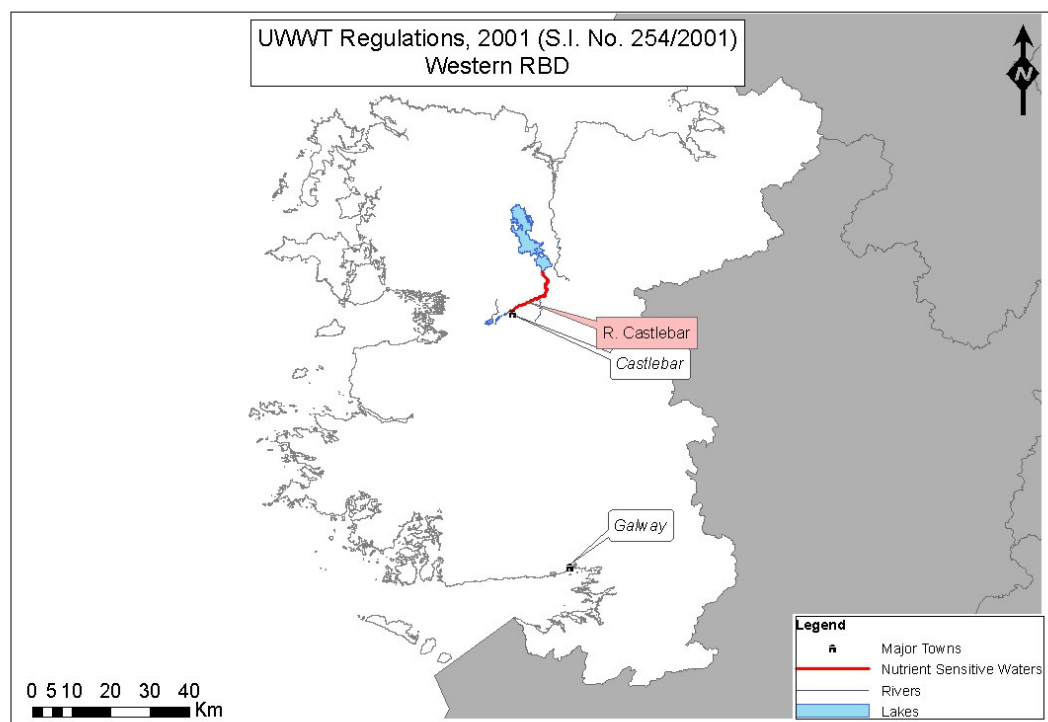 UWWT Regulations, 2001 (S.I. No. 254/2001)
Western RBD
N
R. Castlebar
Castlebar
Galway
Legend
Major Towns
Nutrient Sensitive Waters
Rivers
Lakes
0 5 10 20 30 40
Km